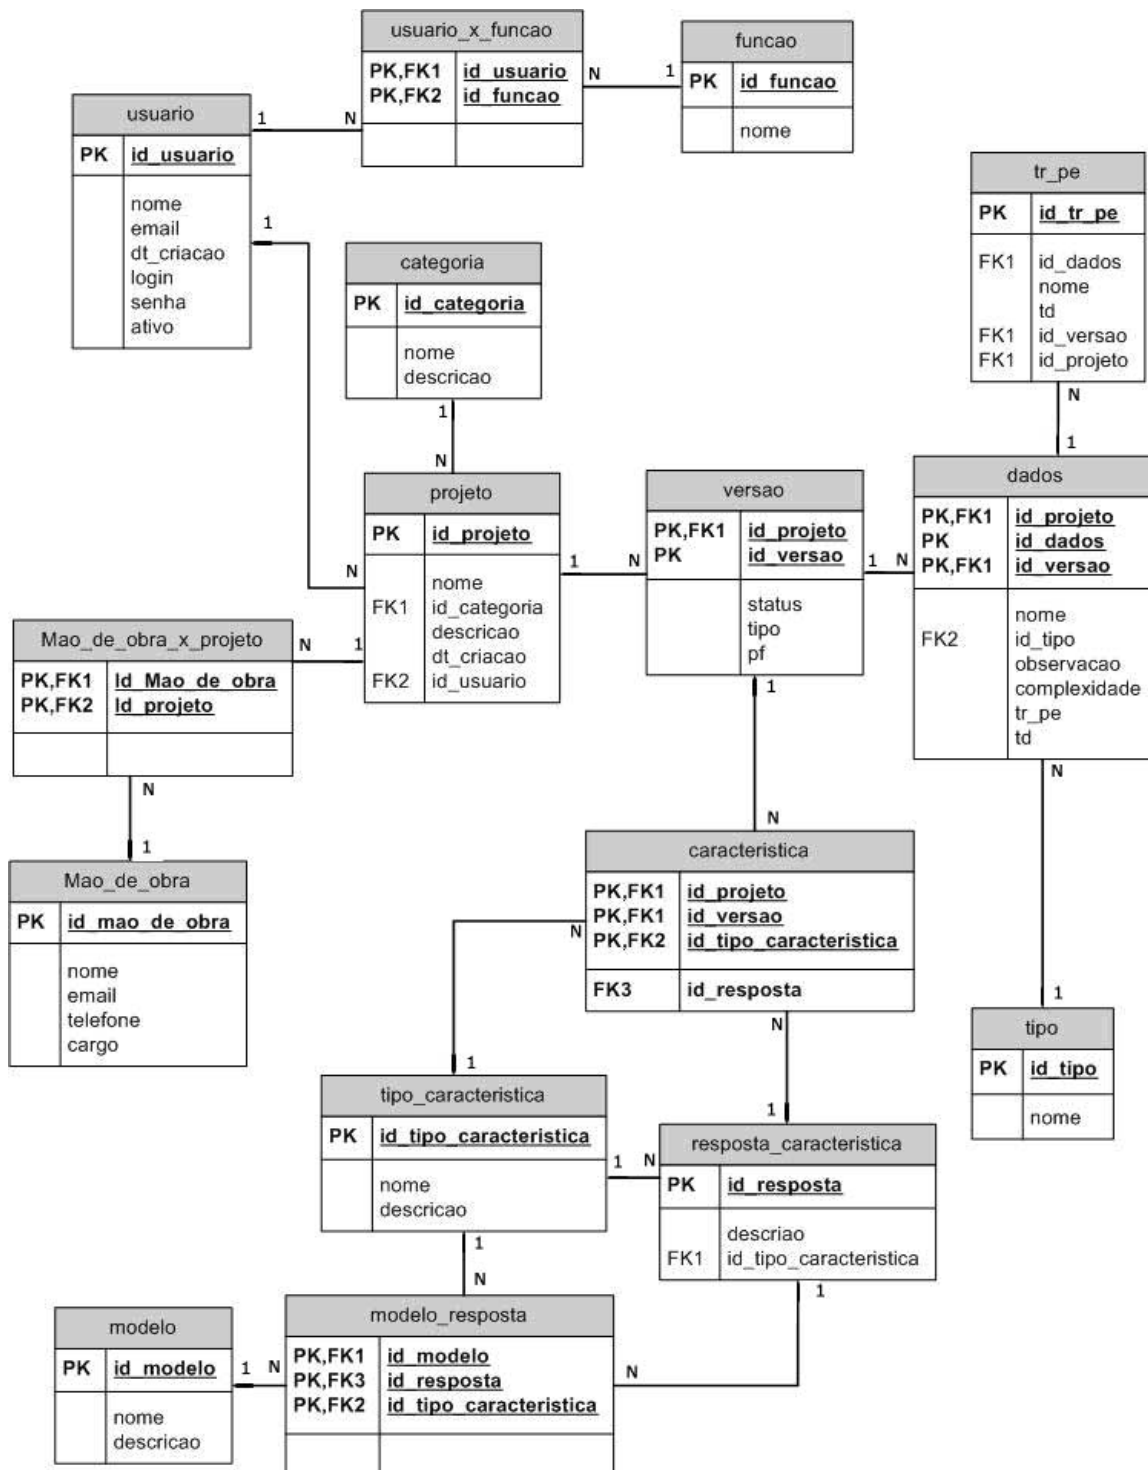 usuario_x_funcao
PK,FK1 id_usuario
PK,FK2 id_funcao
N
1
N
1
funcao
PK id_funcao
nome
usuario
PK id_usuario
nome
email
dt_criacao
login
senha
ativo
1
N
categoria
PK id_categoria
nome
descricao
1
N
tr_pe
PK id_tr_pe
FK1 id_dados
nome
td
FK1 id_versao
FK1 id_projeto
N
1
projeto
PK id_projeto
nome
FK1 id_categoria
descricao
dt_criacao
FK2 id_usuario
1
N
versao
PK,FK1 id_projeto
PK id_versao
status
tipo
pf
1
N
dados
PK,FK1 id_projeto
PK id_dados
PK,FK1 id_versao
nome
FK2 id_tipo
observacao
complexidade
tr_pe
td
N
1
Mao_de_obra_x_projeto
PK,FK1 Id_Mao_de_obra
PK,FK2 Id_projeto
N
1
N
1
Mao_de_obra
PK id_mao_de_obra
nome
email
telefone
cargo
1
N
caracteristica
PK,FK1 id_projeto
PK,FK1 id_versao
PK,FK2 id_tipo_caracteristica
FK3 id_resposta
N
1
N
1
tipo
PK id_tipo
nome
tipo_caracteristica
PK id_tipo_caracteristica
nome
descricao
1
N
resposta_caracteristica
PK id_resposta
descriao
FK1 id_tipo_caracteristica
1
N
1
N
modelo
PK id_modelo
nome
descricao
1
N
modelo_resposta
PK,FK1 id_modelo
PK,FK3 id_resposta
PK,FK2 id_tipo_caracteristica